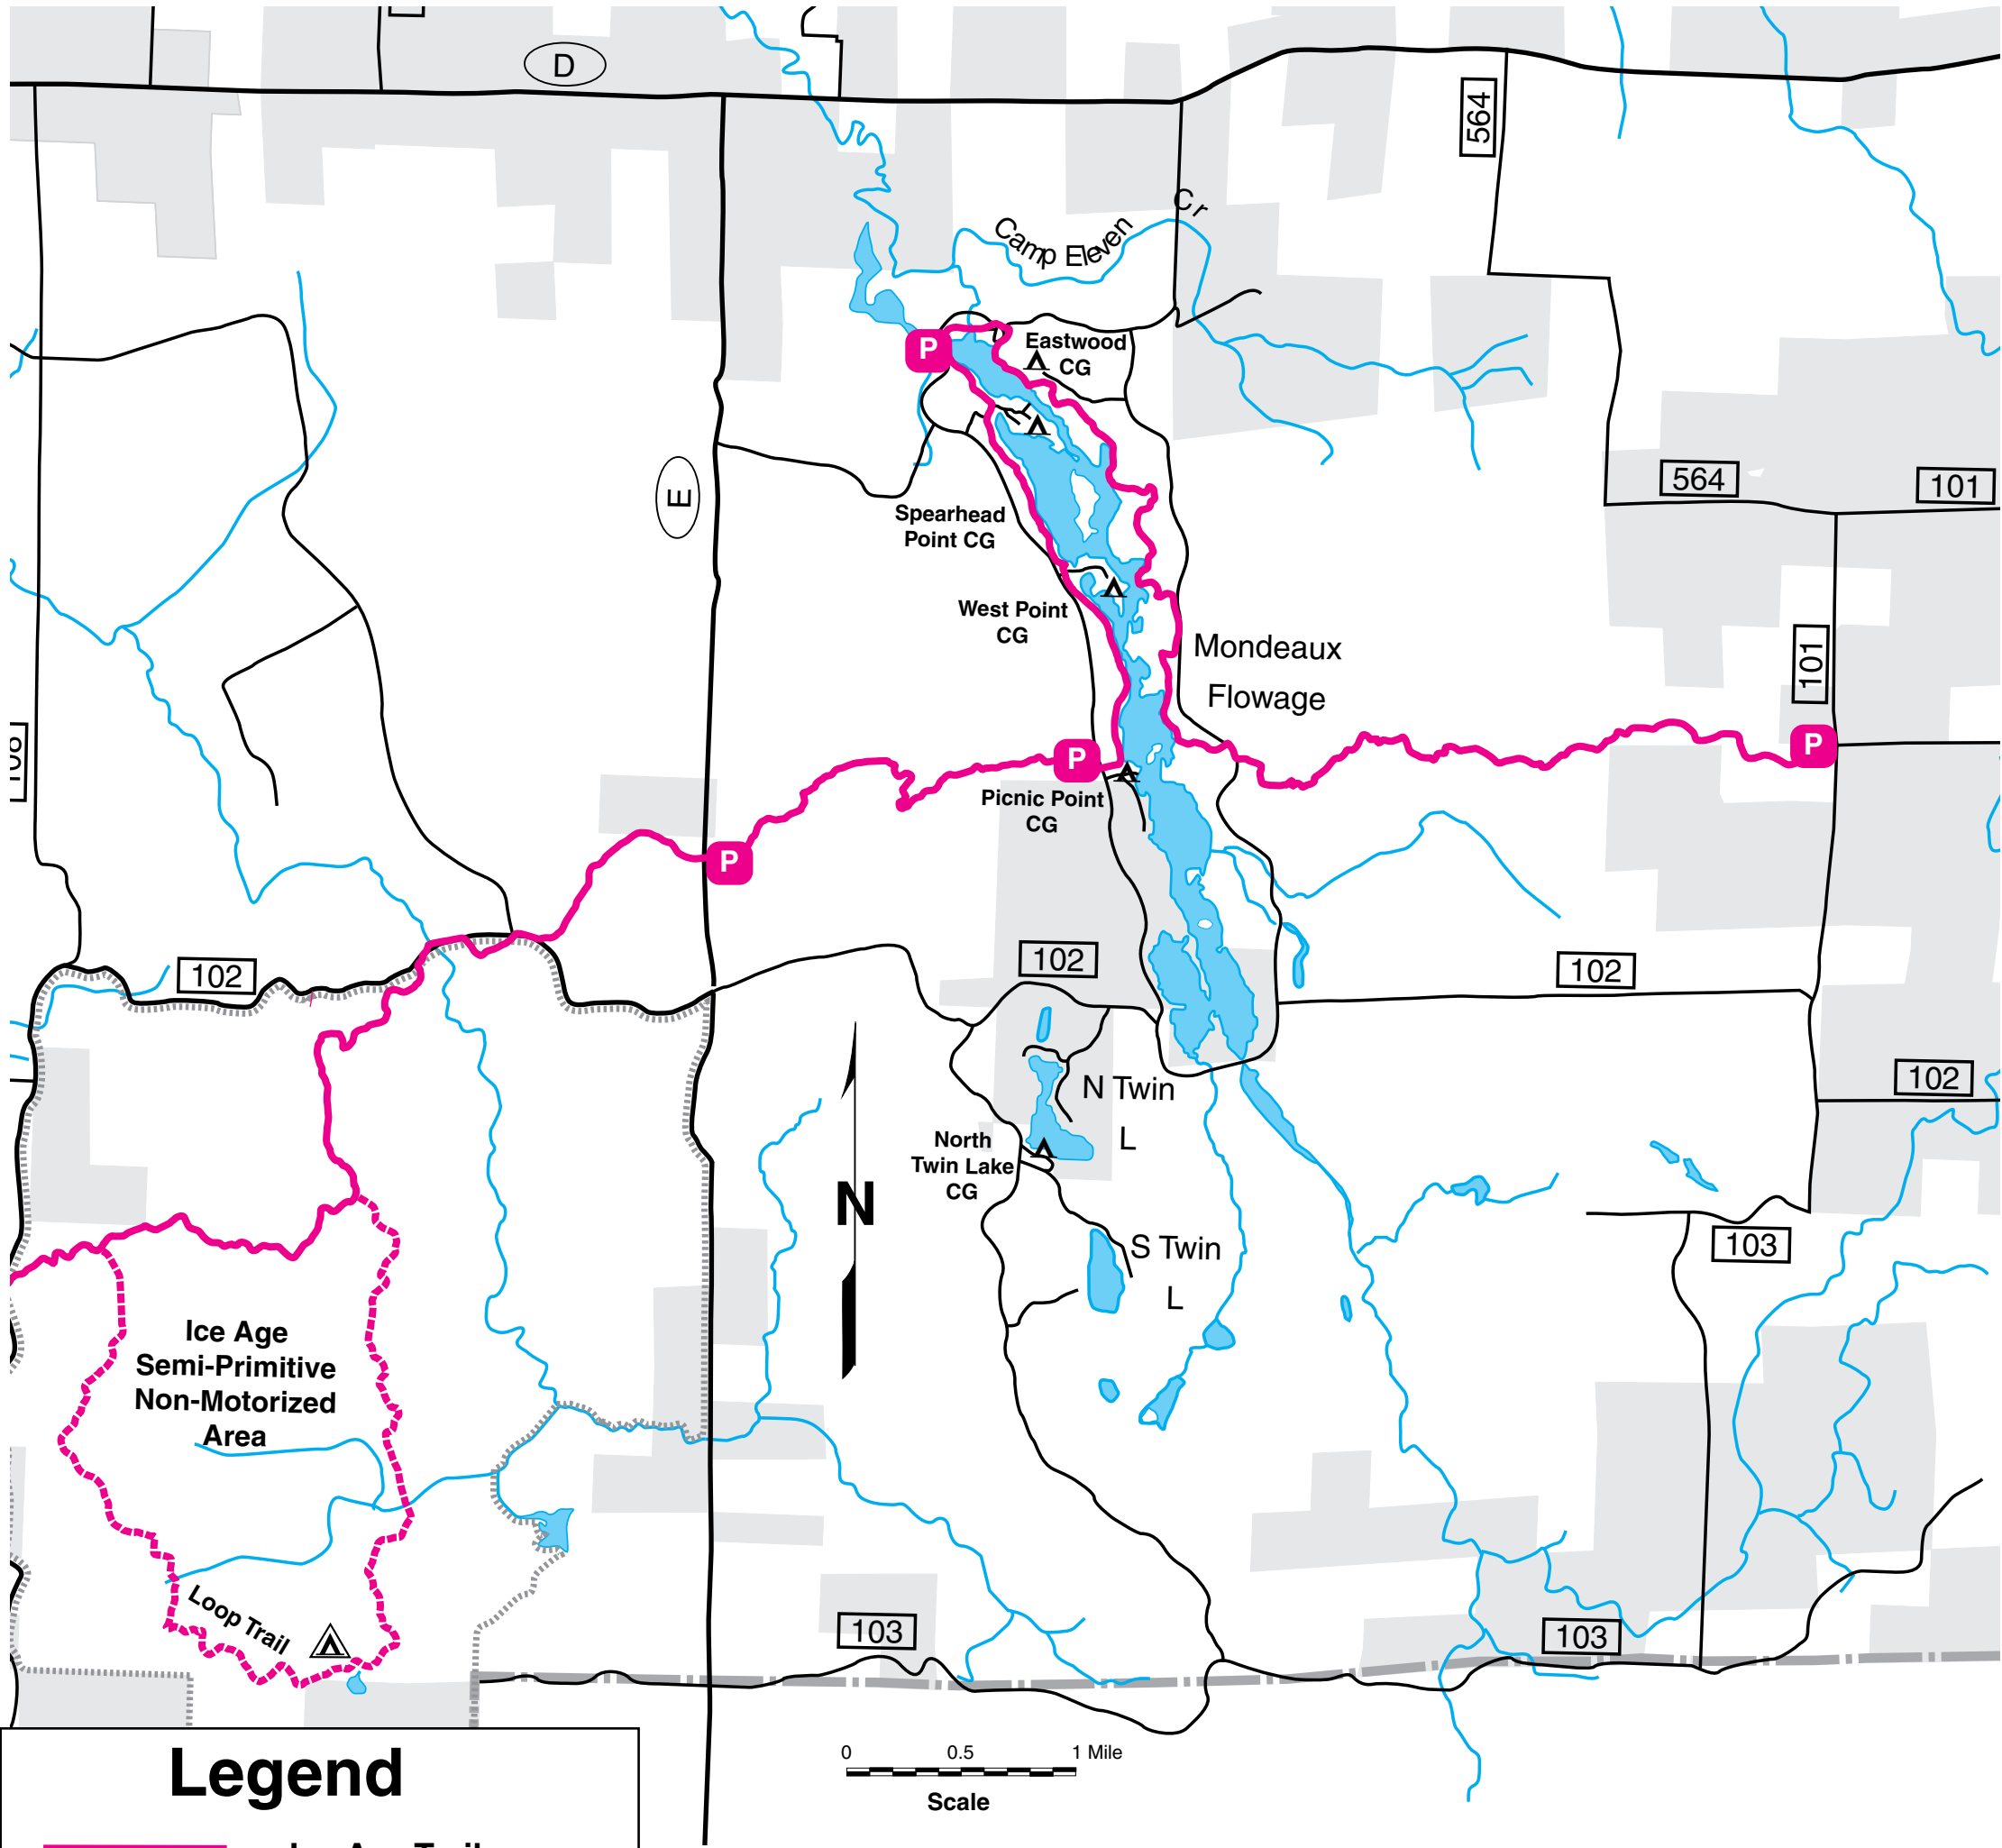 D
564
Cr
Camp Eleven
P
Eastwood
CG
E
564
101
Spearhead
Point CG
West Point
CG
Mondeaux
Flowage
101
P
P
Picnic Point
CG
P
102
102
102
N Twin
L
102
North
Twin Lake
CG
N
S Twin
L
103
Ice Age
Semi-Primitive
Non-Motorized
Area
Loop Trail
103
103
Legend
0 0.5 1 Mile
Scale